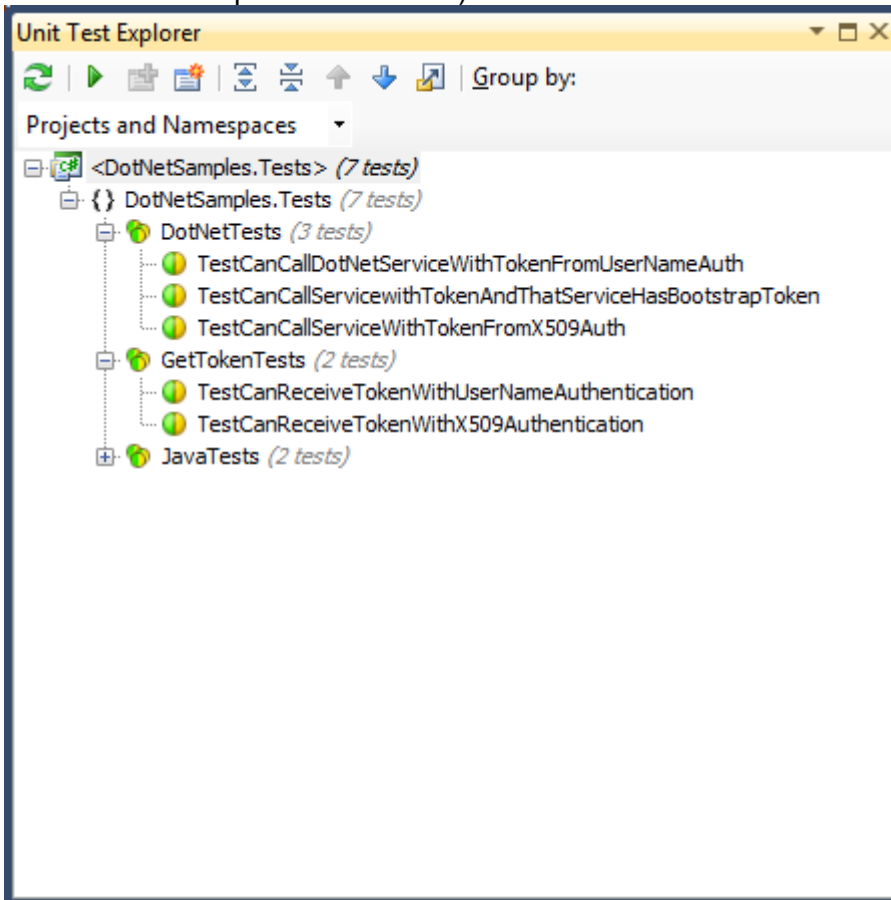 Unit Test Explorer
Group by:
Projects and Namespaces
<DotNetSamples.Tests> (7 tests)
{} DotNetSamples.Tests (7 tests)
DotNetTests (3 tests)
TestCanCallDotNetServiceWithTokenFromUserNameAuth
TestCanCallServicewithTokenAndThatServiceHasBootstrapToken
TestCanCallServiceWithTokenFromX509Auth
GetTokenTests (2 tests)
TestCanReceiveTokenWithUserNameAuthentication
TestCanReceiveTokenWithX509Authentication
JavaTests (2 tests)